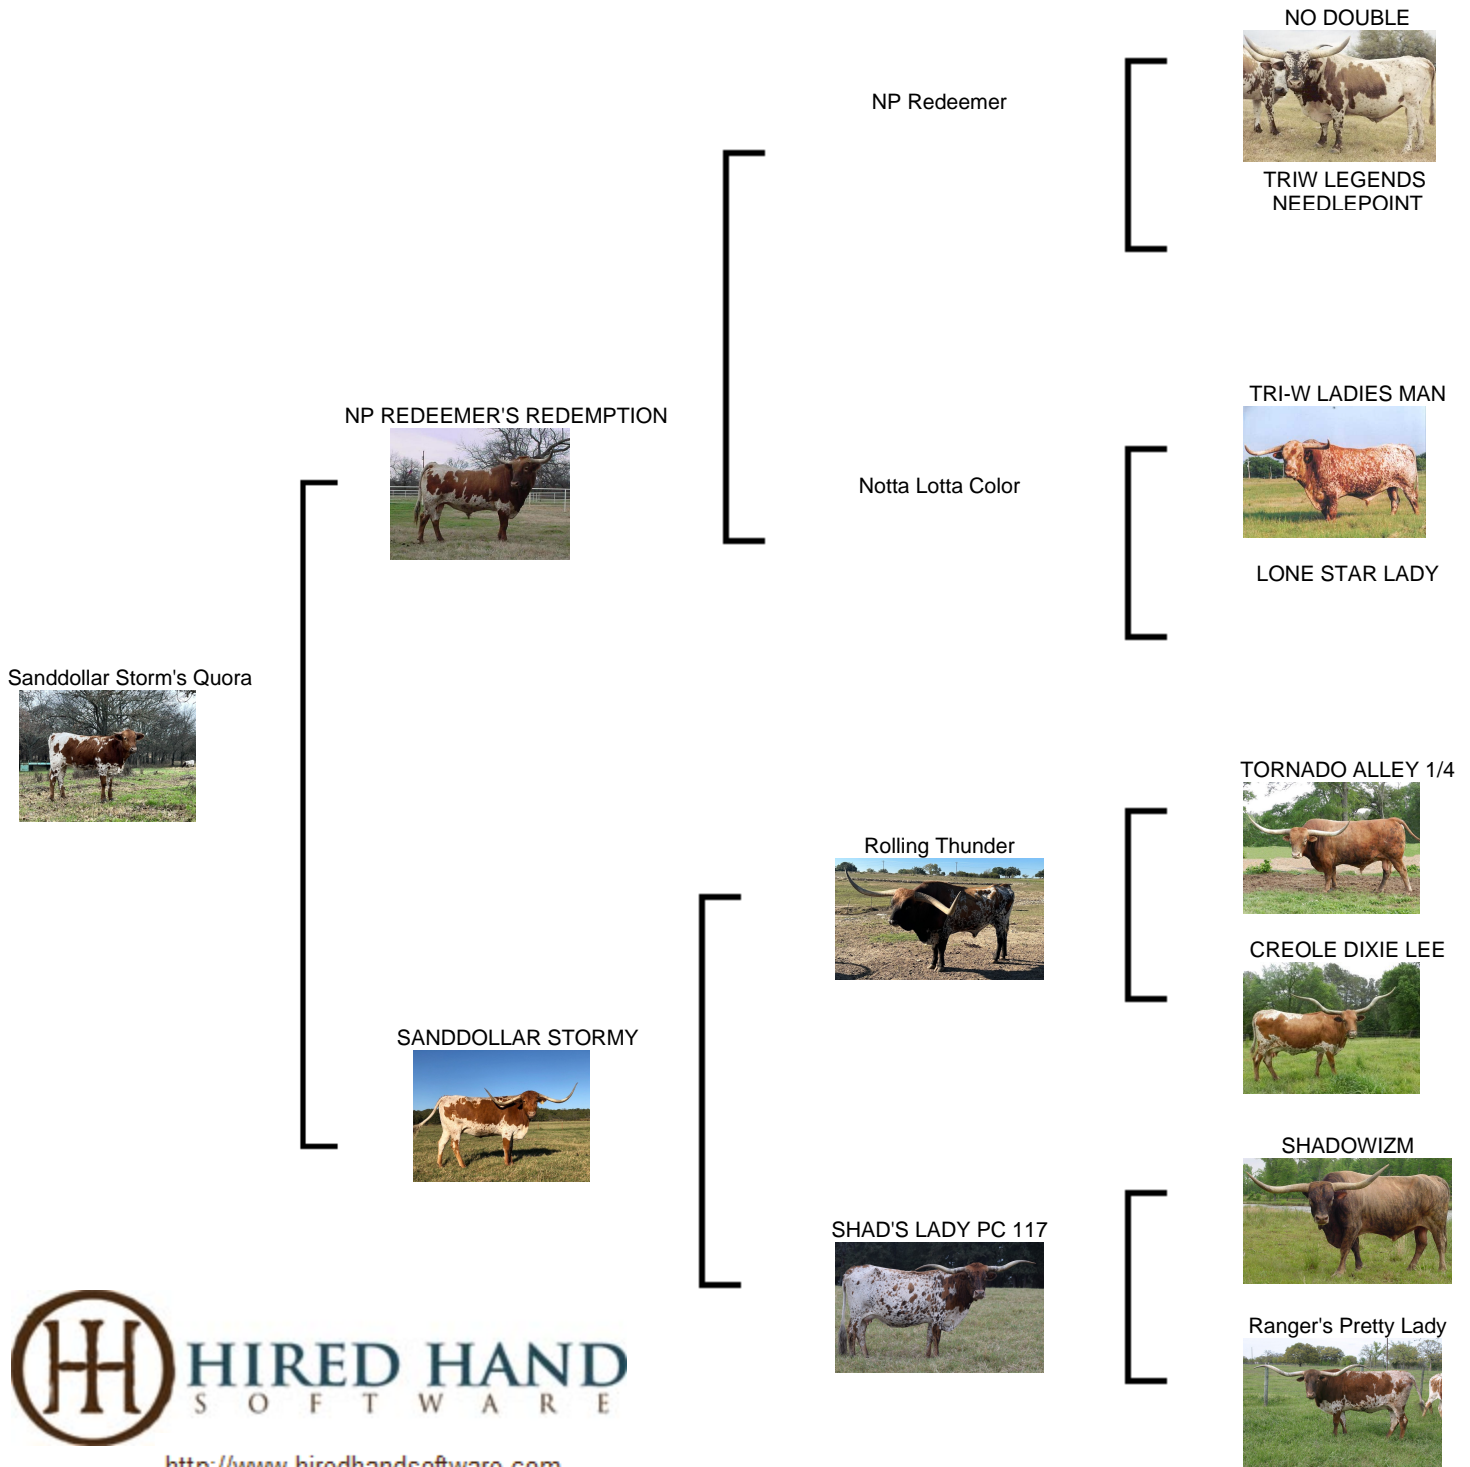 NO DOUBLE
NP Redeemer
TRIW LEGENDS
NEEDLEPOINT
TRI-W LADIES MAN
NP REDEEMER'S REDEMPTION
Notta Lotta Color
LONE STAR LADY
Sanddollar Storm's Quora
TORNADO ALLEY 1/4
Rolling Thunder
CREOLE DIXIE LEE
SANDDOLLAR STORMY
SHADOWIZM
SHAD'S LADY PC 117
Ranger's Pretty Lady
HIRED HAND
SOFTWARE
http://www.hiredhandsoftware.com